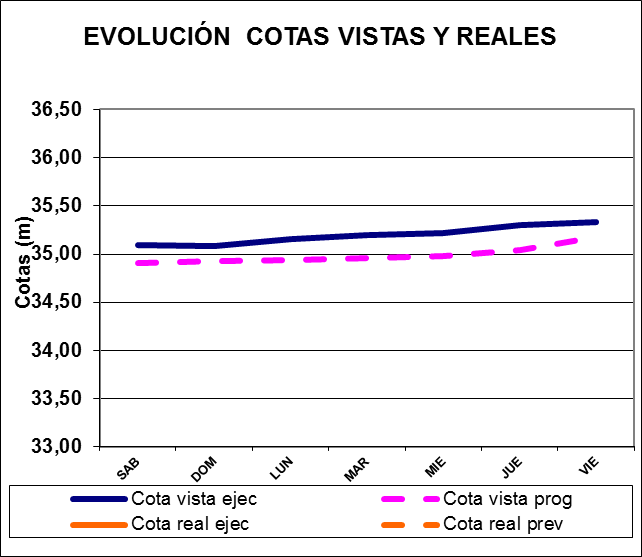 EVOLUCIÓN  COTAS VISTAS Y REALES
Cotas (m)
36,50
36,00
35,50
35,00
34,50
34,00
33,50
33,00
SAB DOM LUN MAR MIE JUE VIE
Cota vista ejec Cota vista prog
Cota real ejec Cota real prev